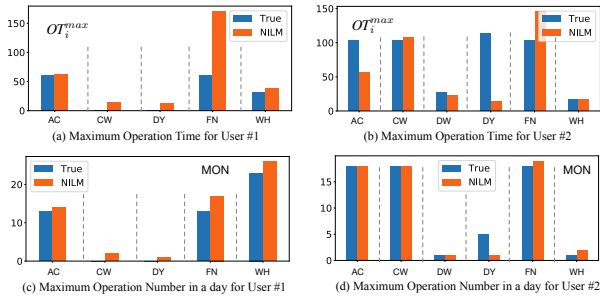 OT_i^{max}
True
NILM
150
100
50
0
AC CW DY FN WH
(a) Maximum Operation Time for User #1
OT_i^{max}
True
NILM
150
100
50
0
AC CW DW DY FN WH
(b) Maximum Operation Time for User #2
True
NILM
MON
20
10
0
AC CW DY FN WH
(c) Maximum Operation Number in a day for User #1
True
NILM
MON
15
10
5
0
AC CW DW DY FN WH
(d) Maximum Operation Number in a day for User #2